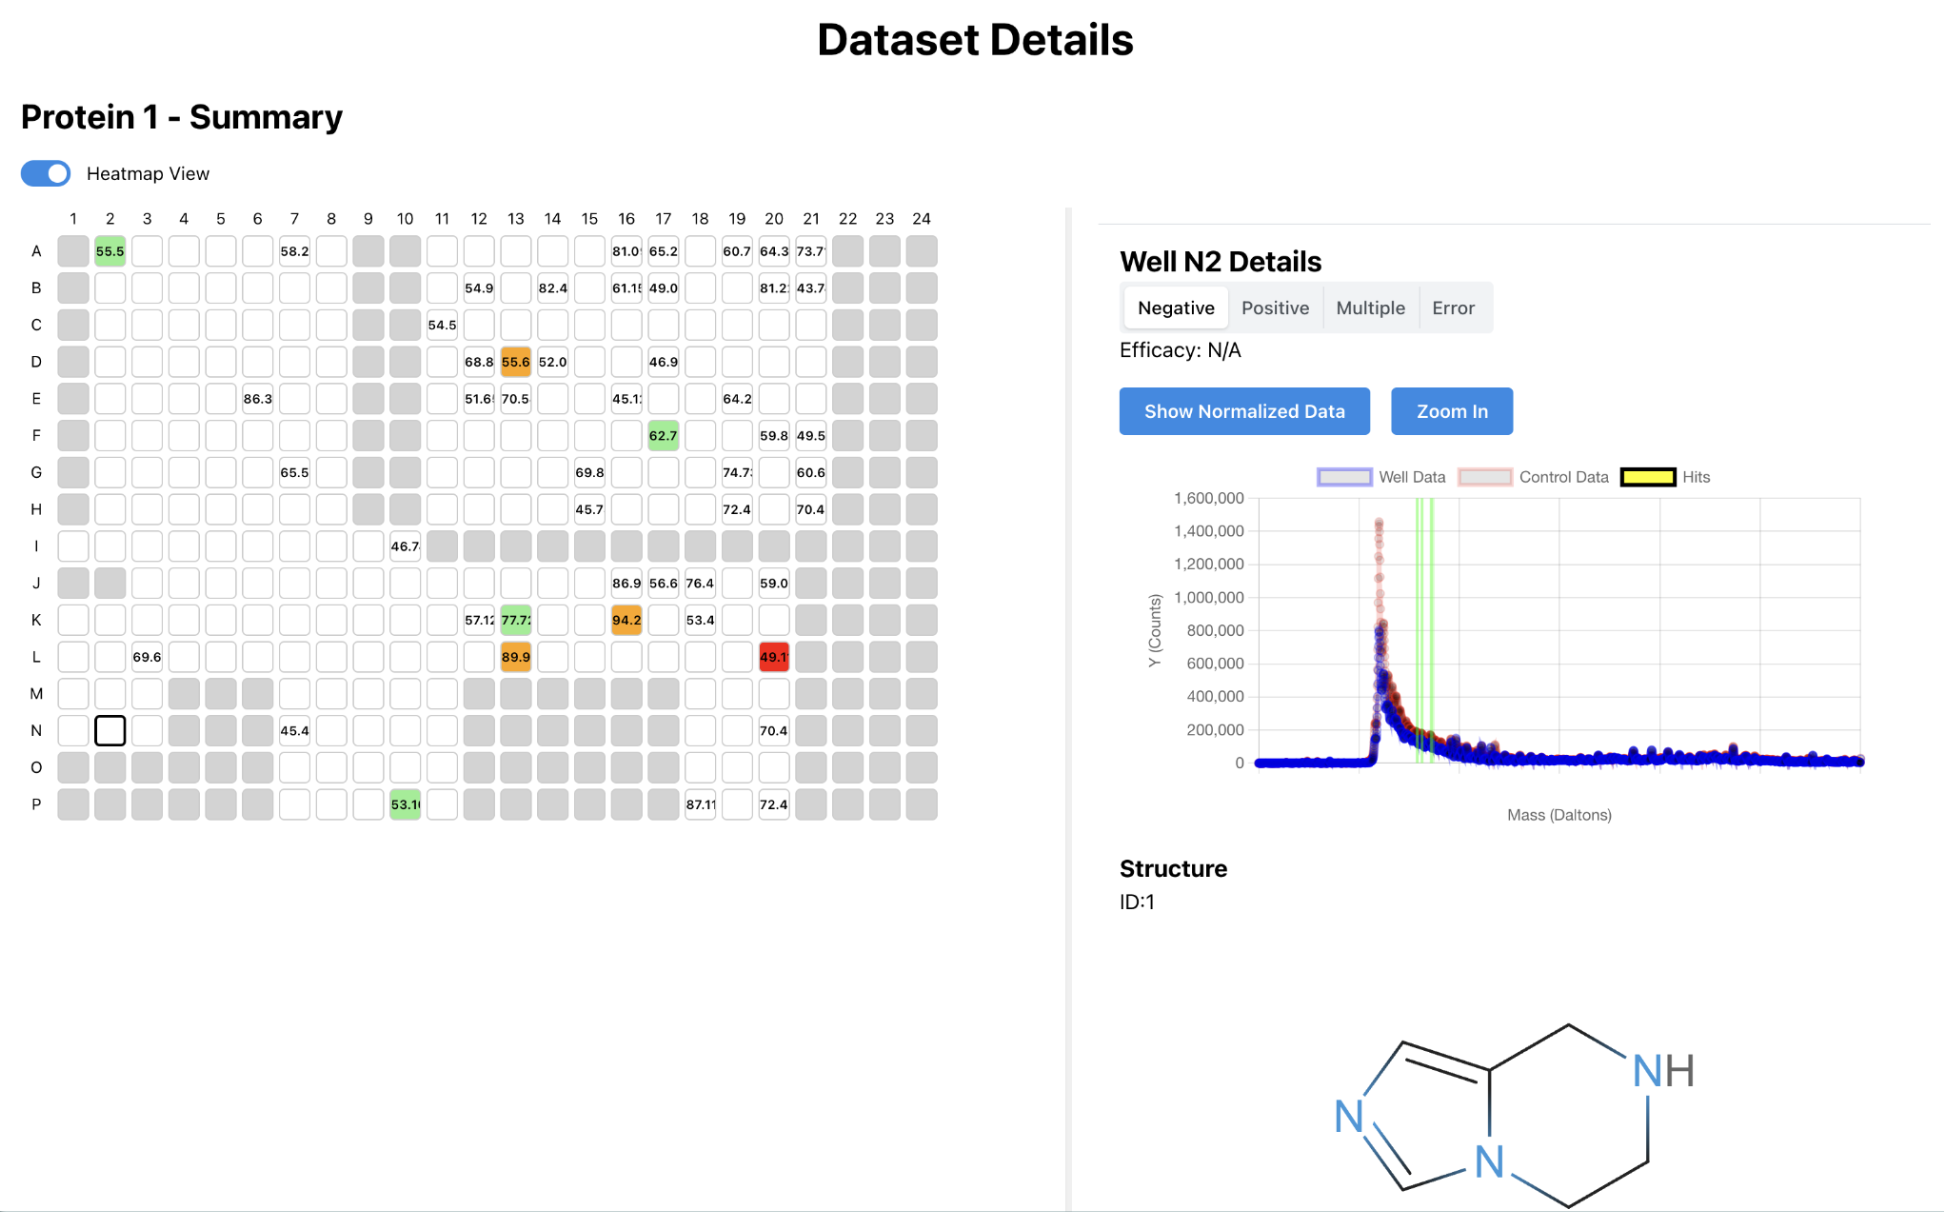 Dataset Details
Protein 1 - Summary
Heatmap View
1 2 3 4 5 6 7 8 9 10 11 12 13 14 15 16 17 18 19 20 21 22 23 24
A 55.5 58.2 81.0 65.2 60.7 64.3 73.7
B 54.9 82.4 61.1 49.0 81.2 43.7
C 54.5
D 68.8 55.6 52.0 46.9
E 86.3 51.6 70.5 45.1 64.2
F 62.7 59.8 49.5
G 65.5 69.8 74.7 60.6
H 45.7 72.4 70.4
I 46.7
J 86.9 56.6 76.4 59.0
K 57.12 77.7 94.2 53.4
L 69.6 89.9 49.1
M
N 45.4 70.4
O
P 53.1 87.11 72.4
Well N2 Details
Negative Positive Multiple Error
Efficacy: N/A
Show Normalized Data Zoom In
Well Data Control Data Hits
Y (Counts)
1,600,000
1,400,000
1,200,000
1,000,000
800,000
600,000
400,000
200,000
0
Mass (Daltons)
Structure
ID:1
NH
N
N